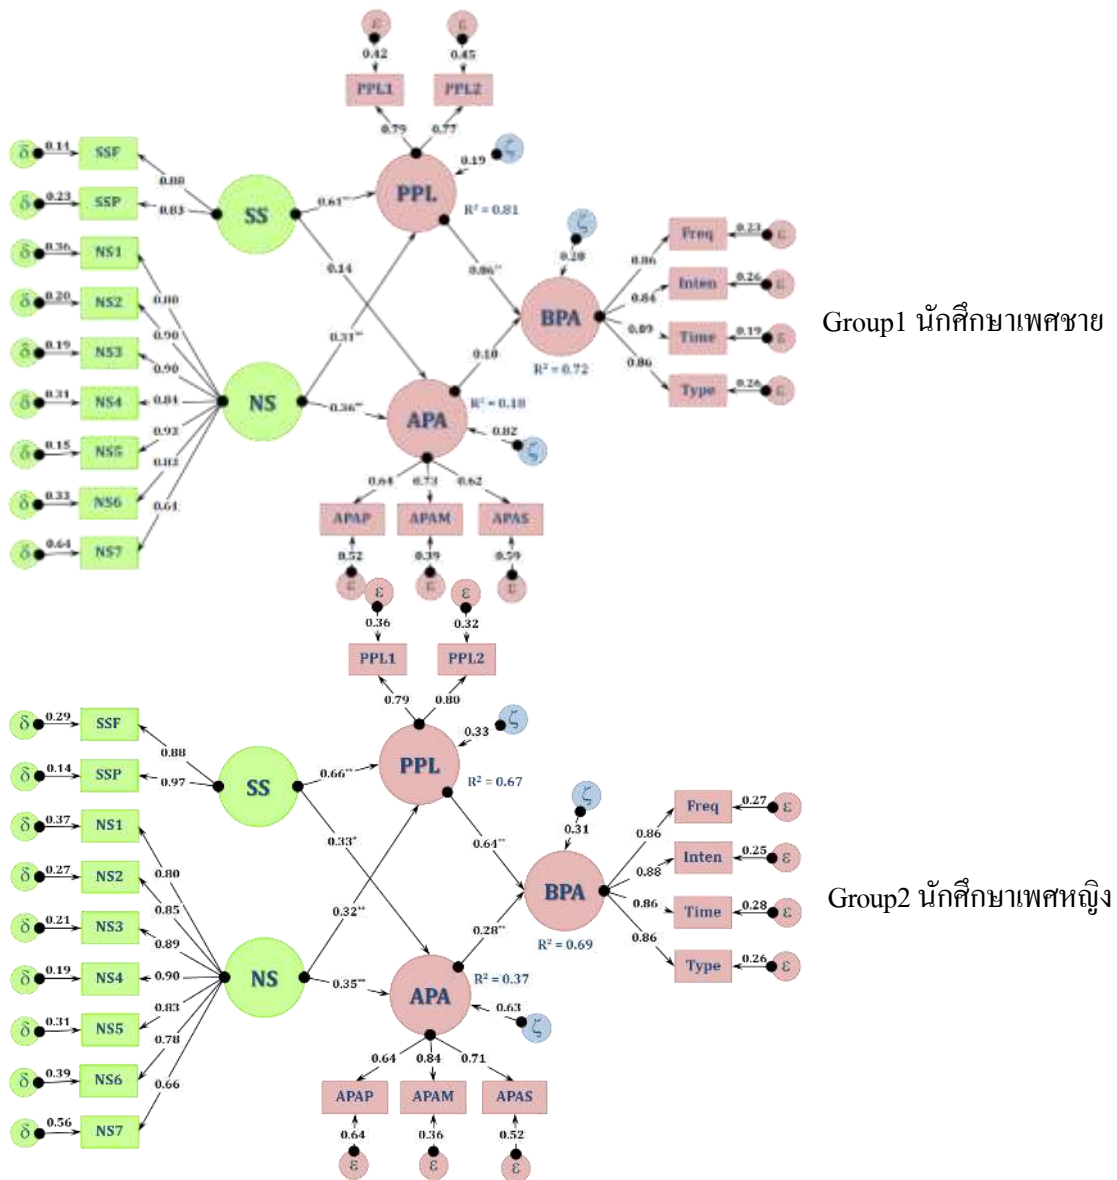 ε
ε
0.42
0.45
PPL1
PPL2
0.79
0.77
δ
0.14
SSF
0.88
ζ
0.19
PPL
R² = 0.81
δ
0.23
SSP
0.83
SS
0.61**
δ
0.36
NS1
0.80
0.14
0.86**
ζ
0.28
Freq
0.23
ε
0.86
δ
0.20
NS2
0.90
0.31**
Inten
0.26
ε
0.84
BPA
R² = 0.72
Group1 นักศึกษาเพศชาย
δ
0.19
NS3
0.90
0.10
Time
0.19
ε
0.89
δ
0.31
NS4
0.84
NS
0.36**
APA
R² = 0.18
Type
0.26
ε
0.86
δ
0.15
NS5
0.92
0.82
ζ
δ
0.33
NS6
0.83
0.64
0.73
0.62
APAP
APAM
APAS
δ
0.64
NS7
0.61
0.52
0.39
0.59
ε
ε
ε
ε
ε
0.36
0.32
PPL1
PPL2
0.79
0.80
δ
0.29
SSF
0.88
ζ
0.33
PPL
R² = 0.67
δ
0.14
SSP
0.97
SS
0.66**
δ
0.37
NS1
0.80
0.33*
0.64**
ζ
0.31
Freq
0.27
ε
0.86
δ
0.27
NS2
0.85
0.32**
Inten
0.25
ε
0.88
BPA
R² = 0.69
Group2 นักศึกษาเพศหญิง
δ
0.21
NS3
0.89
0.28**
Time
0.28
ε
0.86
δ
0.19
NS4
0.90
NS
0.35**
APA
R² = 0.37
Type
0.26
ε
0.86
δ
0.31
NS5
0.83
0.63
ζ
δ
0.39
NS6
0.78
0.64
0.84
0.71
APAP
APAM
APAS
δ
0.56
NS7
0.66
0.64
0.36
0.52
ε
ε
ε